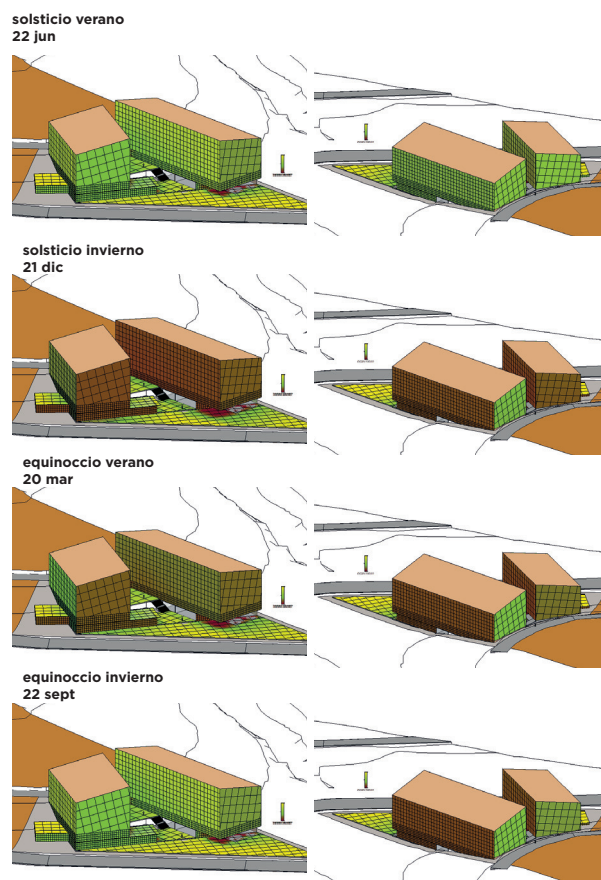 solsticio verano
22 jun
solsticio invierno
21 dic
equinoccio verano
20 mar
equinoccio invierno
22 sept